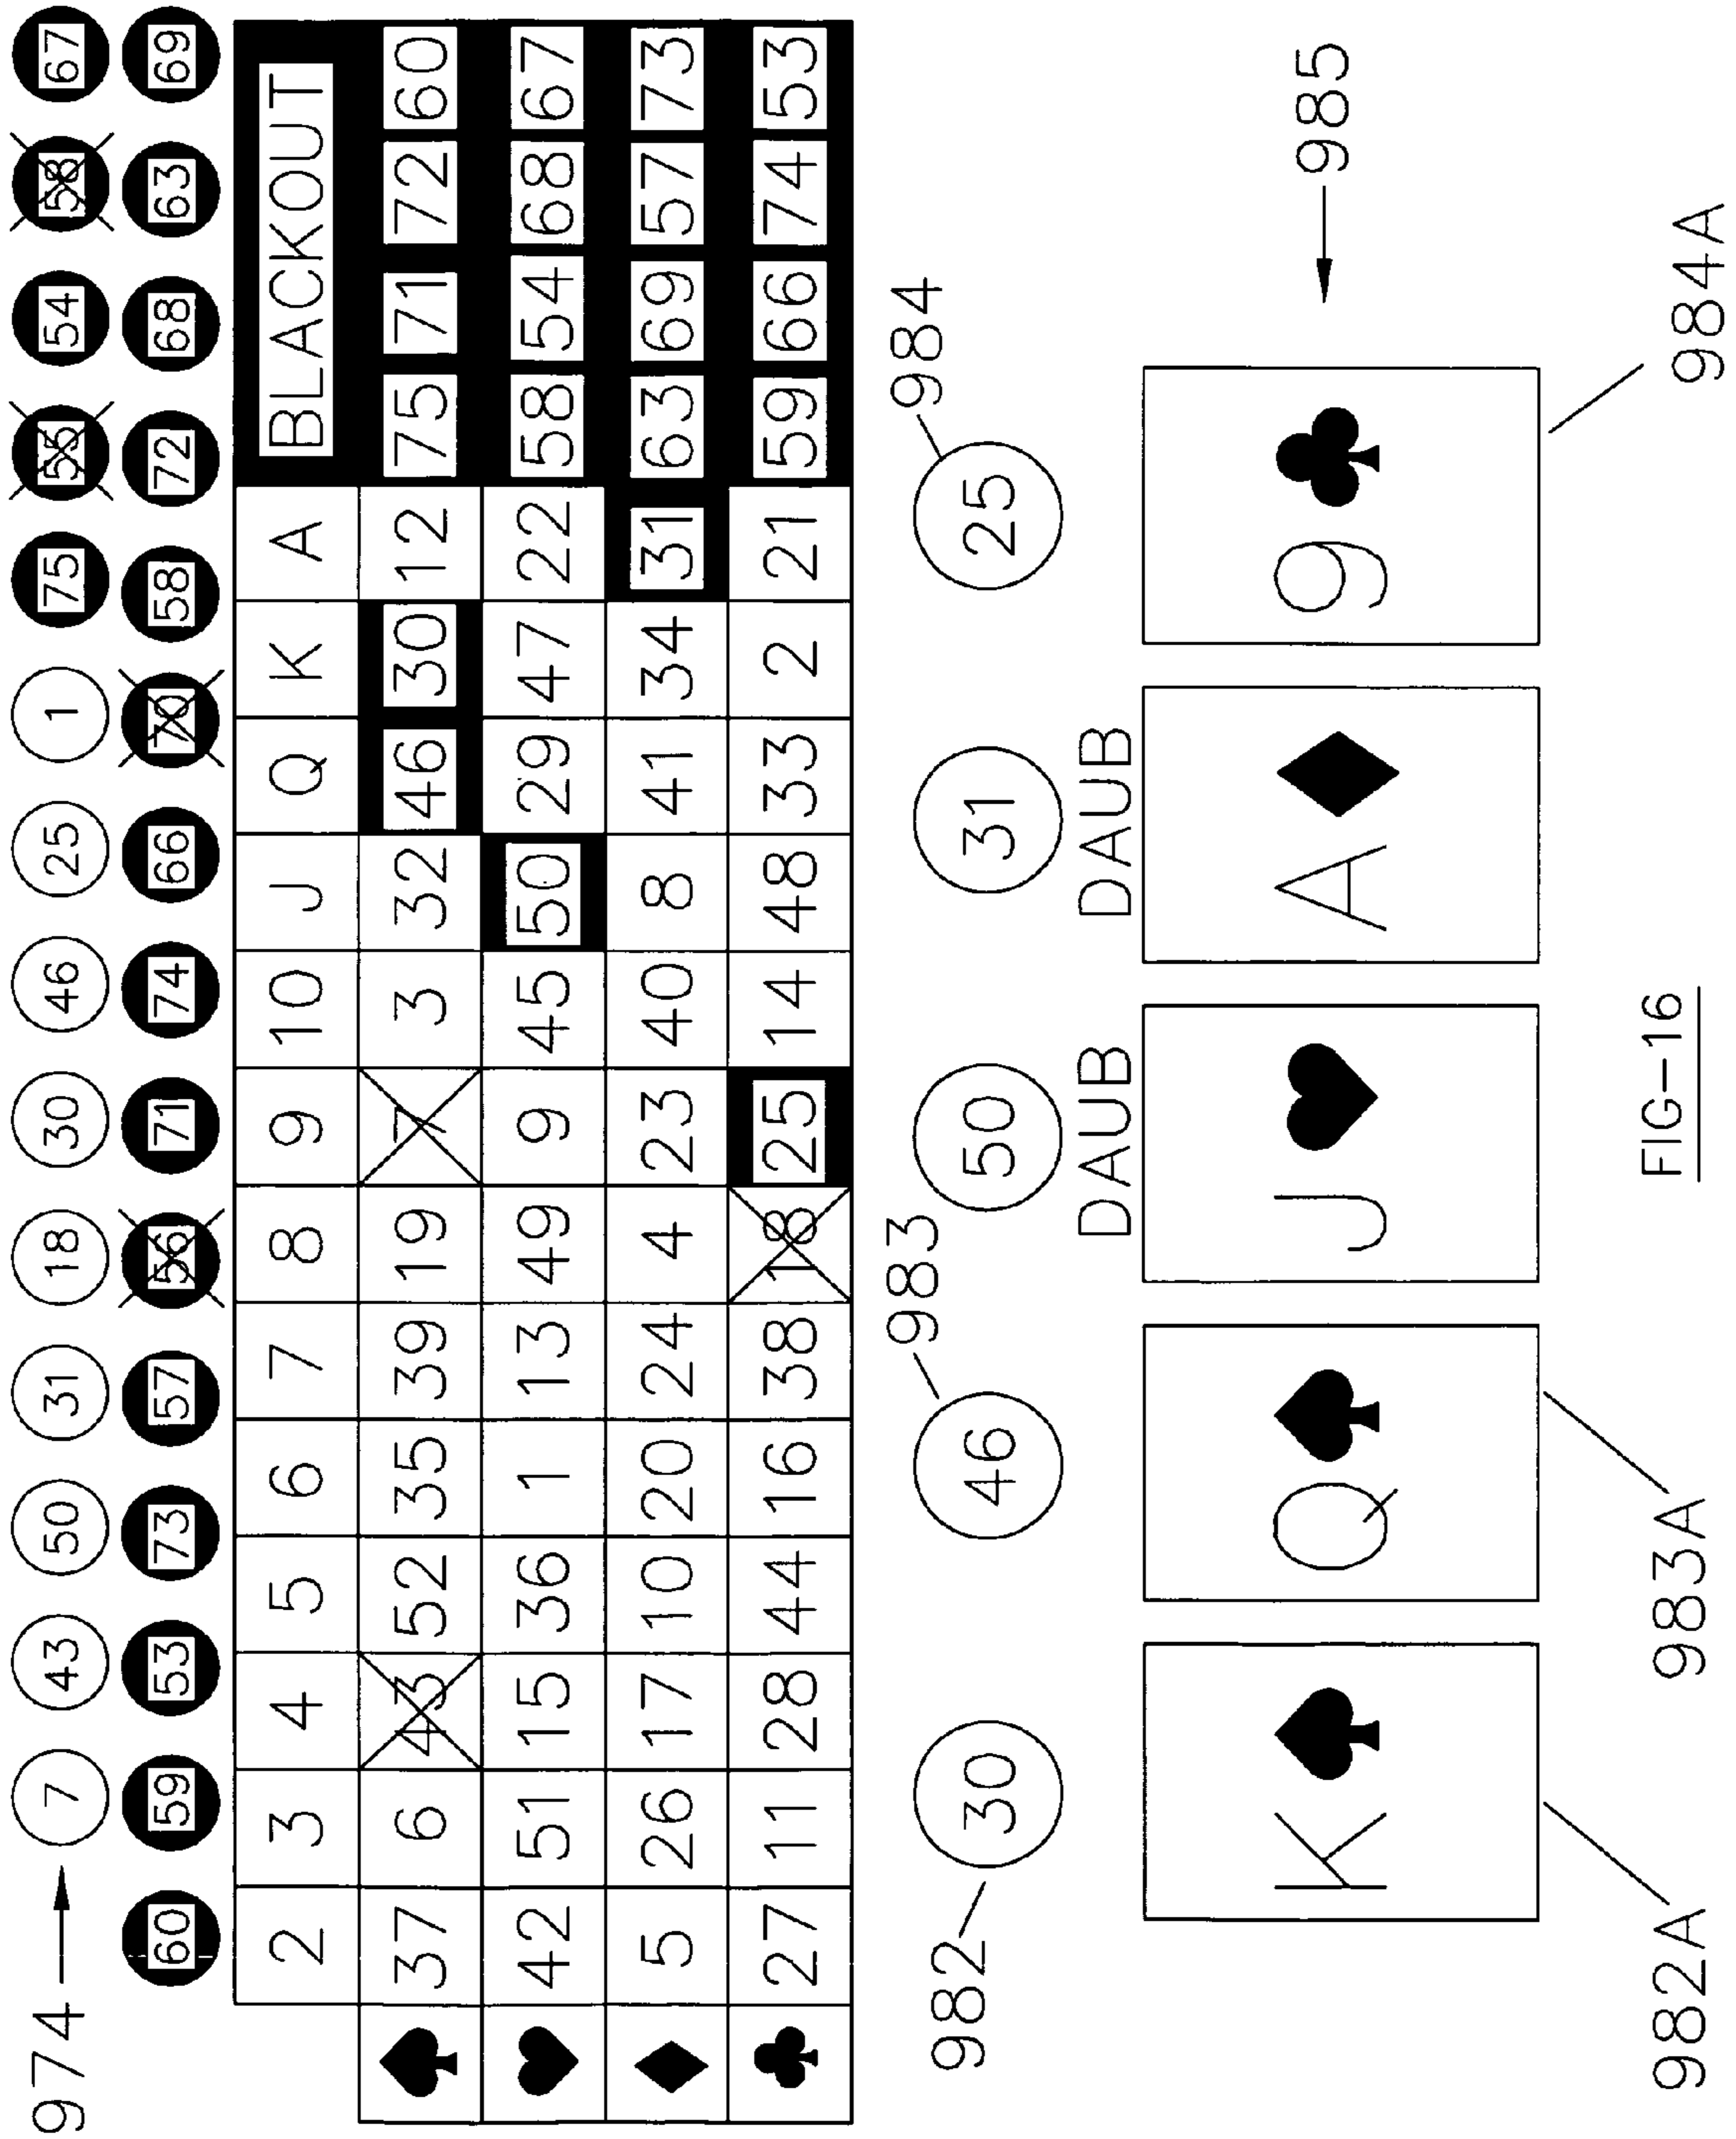 974 7 43 50 31 18 30 46 25 1 75 55 54 58 67
60 59 53 73 57 56 71 74 66 70 58 72 68 63 69
2 3 4 5 6 7 8 9 10 J Q K A BLACKOUT
♠ 37 6 43 52 35 39 19 7 3 32 46 30 12 75 71 72 60
♥ 42 51 15 36 1 13 49 9 45 50 29 47 22 58 54 68 67
♦ 5 26 17 10 20 24 4 23 40 8 41 34 31 63 69 57 73
♣ 27 11 28 44 16 38 18 25 14 48 33 2 21 59 66 74 53
982 983 984
30 46 50 31 25
DAUB DAUB
K♠ Q♠ J♥ A♦ 9♣ 985
982A 983A 984A
FIG-16